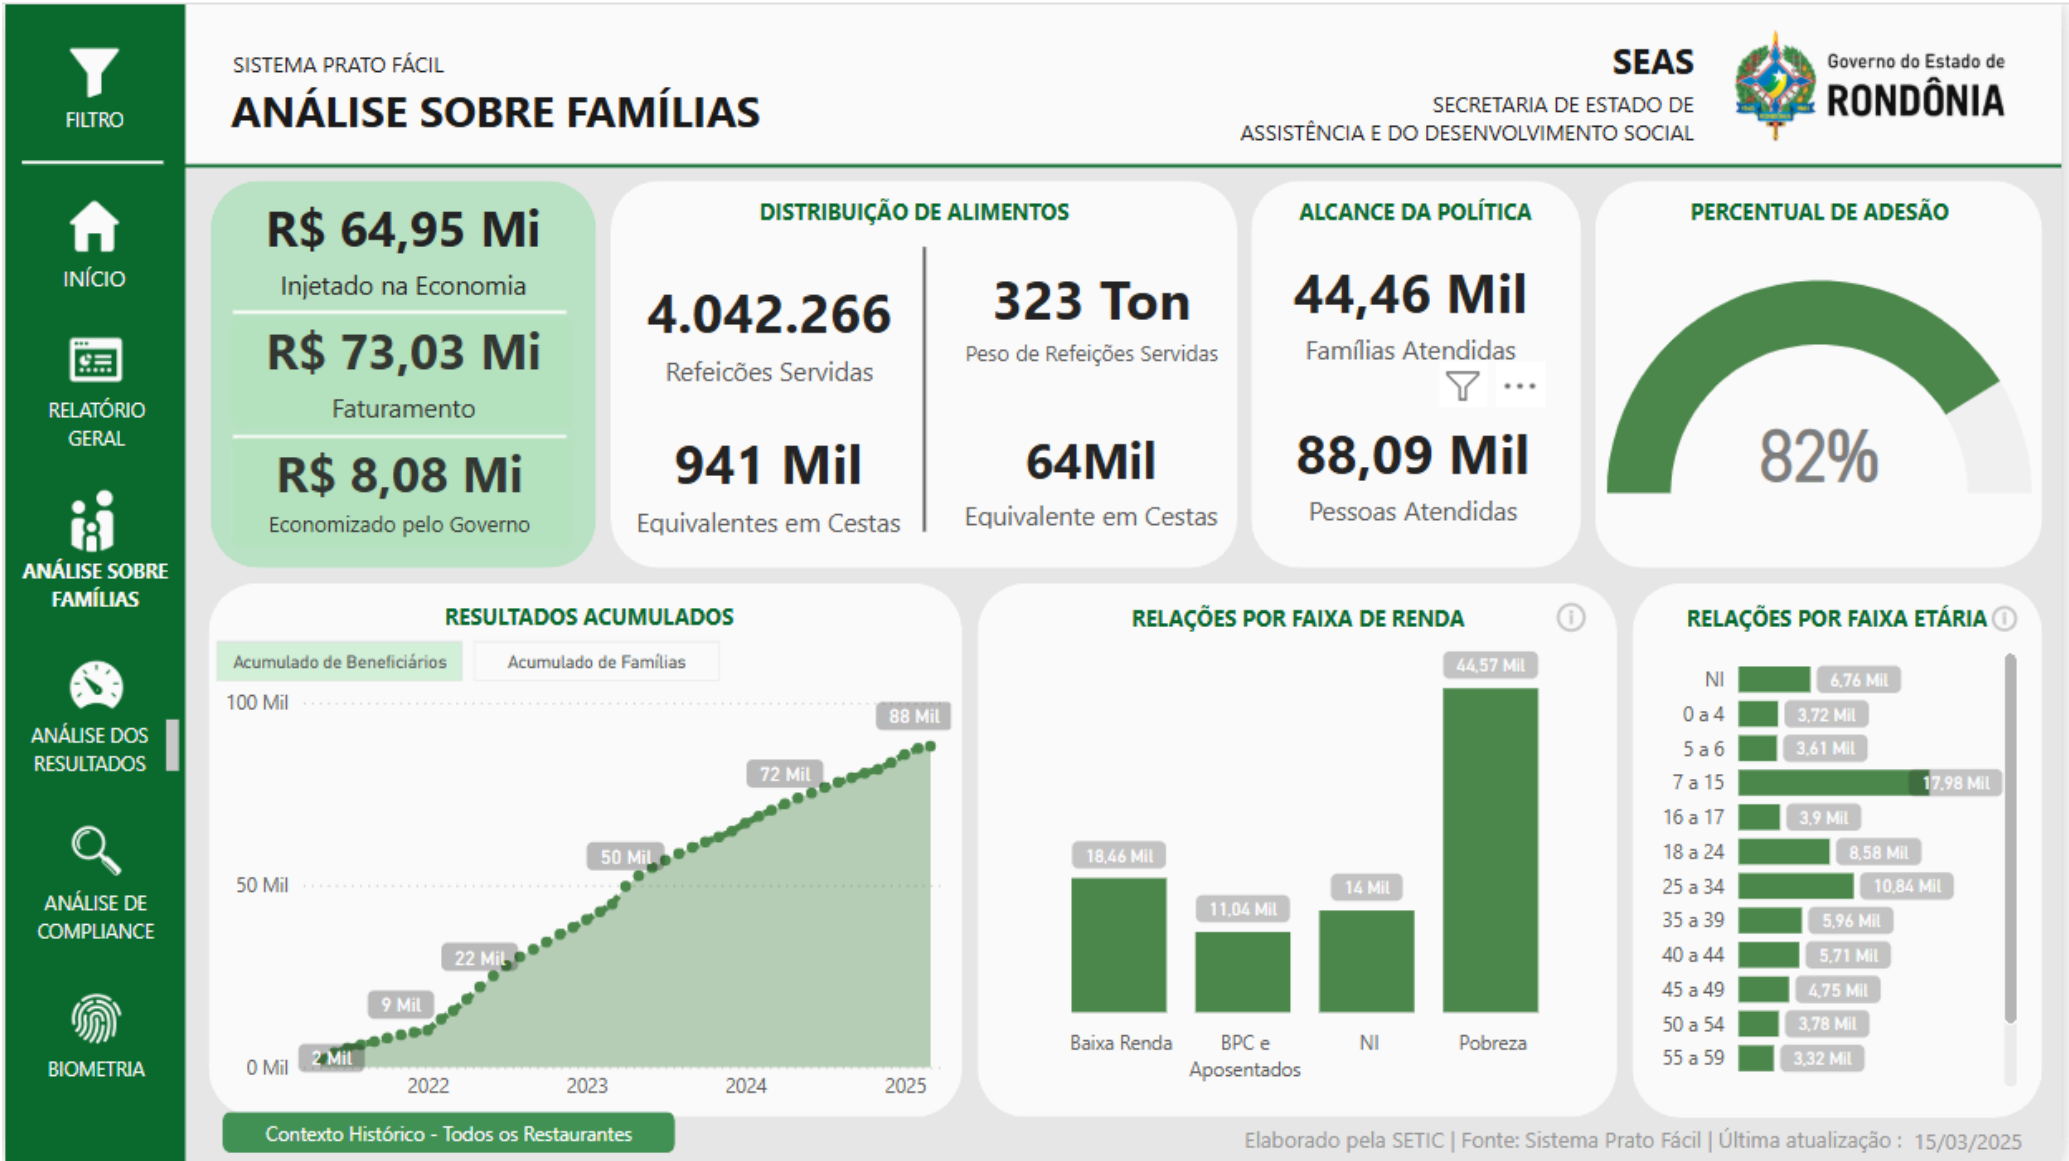 FILTRO
INÍCIO
RELATÓRIO
GERAL
ANÁLISE SOBRE
FAMÍLIAS
ANÁLISE DOS
RESULTADOS
ANÁLISE DE
COMPLIANCE
BIOMETRIA
SISTEMA PRATO FÁCIL
ANÁLISE SOBRE FAMÍLIAS
SEAS
SECRETARIA DE ESTADO DE
ASSISTÊNCIA E DO DESENVOLVIMENTO SOCIAL
Governo do Estado de
RONDÔNIA
R$ 64,95 Mi
Injetado na Economia
R$ 73,03 Mi
Faturamento
R$ 8,08 Mi
Economizado pelo Governo
DISTRIBUIÇÃO DE ALIMENTOS
4.042.266
Refeicões Servidas
941 Mil
Equivalentes em Cestas
323 Ton
Peso de Refeições Servidas
64Mil
Equivalente em Cestas
ALCANCE DA POLÍTICA
44,46 Mil
Famílias Atendidas
88,09 Mil
Pessoas Atendidas
PERCENTUAL DE ADESÃO
82%
RESULTADOS ACUMULADOS
Acumulado de Beneficiários
Acumulado de Famílias
100 Mil
50 Mil
0 Mil
2 Mil
9 Mil
22 Mil
50 Mil
72 Mil
88 Mil
2022
2023
2024
2025
RELAÇÕES POR FAIXA DE RENDA
18,46 Mil
11,04 Mil
14 Mil
44,57 Mil
Baixa Renda
BPC e
Aposentados
NI
Pobreza
RELAÇÕES POR FAIXA ETÁRIA
NI 6,76 Mil
0 a 4 3,72 Mil
5 a 6 3,61 Mil
7 a 15 17,98 Mil
16 a 17 3,9 Mil
18 a 24 8,58 Mil
25 a 34 10,84 Mil
35 a 39 5,96 Mil
40 a 44 5,71 Mil
45 a 49 4,75 Mil
50 a 54 3,78 Mil
55 a 59 3,32 Mil
Contexto Histórico - Todos os Restaurantes
Elaborado pela SETIC | Fonte: Sistema Prato Fácil | Última atualização : 15/03/2025